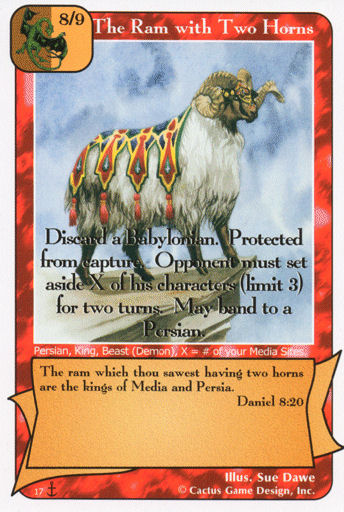 8/9
The Ram with Two Horns
Discard a Babylonian. Protected
from capture. Opponent must set
aside X of his characters (limit 3)
for two turns. May band to a
Persian.
Persian, King, Beast (Demon), X = # of your Media Sites.
The ram which thou sawest having two horns
are the kings of Media and Persia.
Daniel 8:20
Illus. Sue Dawe
17
© Cactus Game Design, Inc.